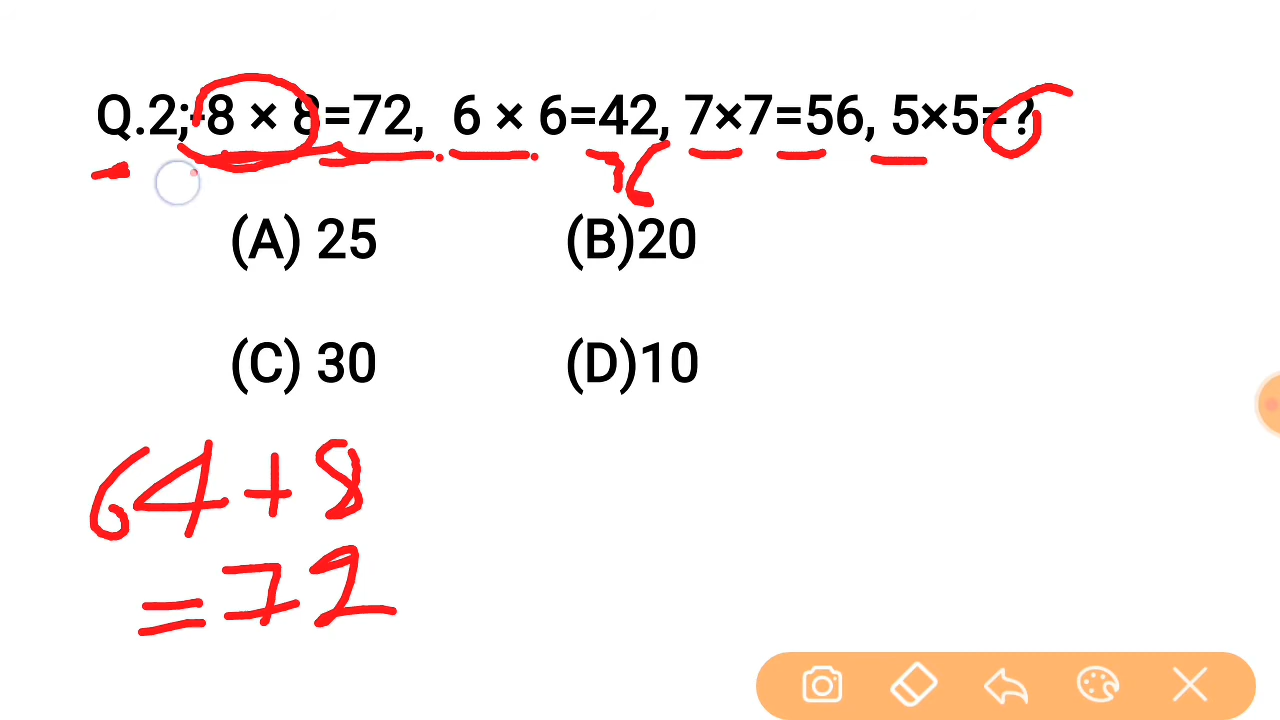 Q.2;-8 × 8=72, 6 × 6=42, 7×7=56, 5×5=?
(A) 25 (B)20
(C) 30 (D)10
64+8
=72